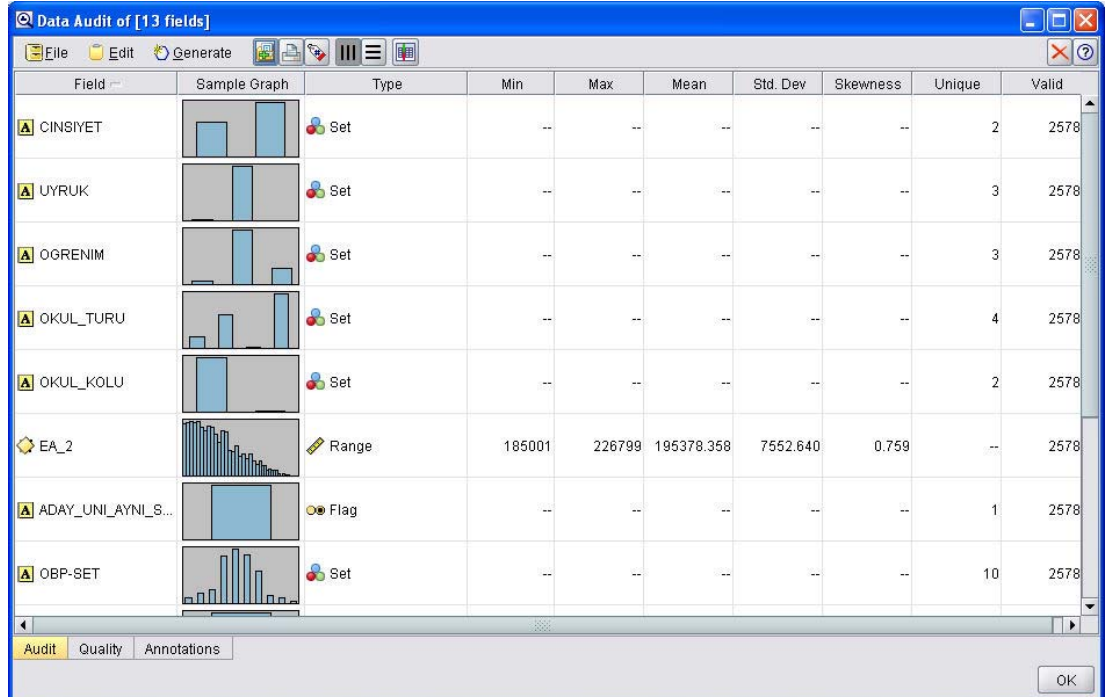 Data Audit of [13 fields]
File Edit Generate
Field Sample Graph Type Min Max Mean Std. Dev Skewness Unique Valid
A CINSIYET Set -- -- -- -- -- 2 2578
A UYRUK Set -- -- -- -- -- 3 2578
A OGRENIM Set -- -- -- -- -- 3 2578
A OKUL_TURU Set -- -- -- -- -- 4 2578
A OKUL_KOLU Set -- -- -- -- -- 2 2578
EA_2 Range 185001 226799 195378.358 7552.640 0.759 -- 2578
A ADAY_UNI_AYNI_S... Flag -- -- -- -- -- 1 2578
A OBP-SET Set -- -- -- -- -- 10 2578
Audit Quality Annotations
OK